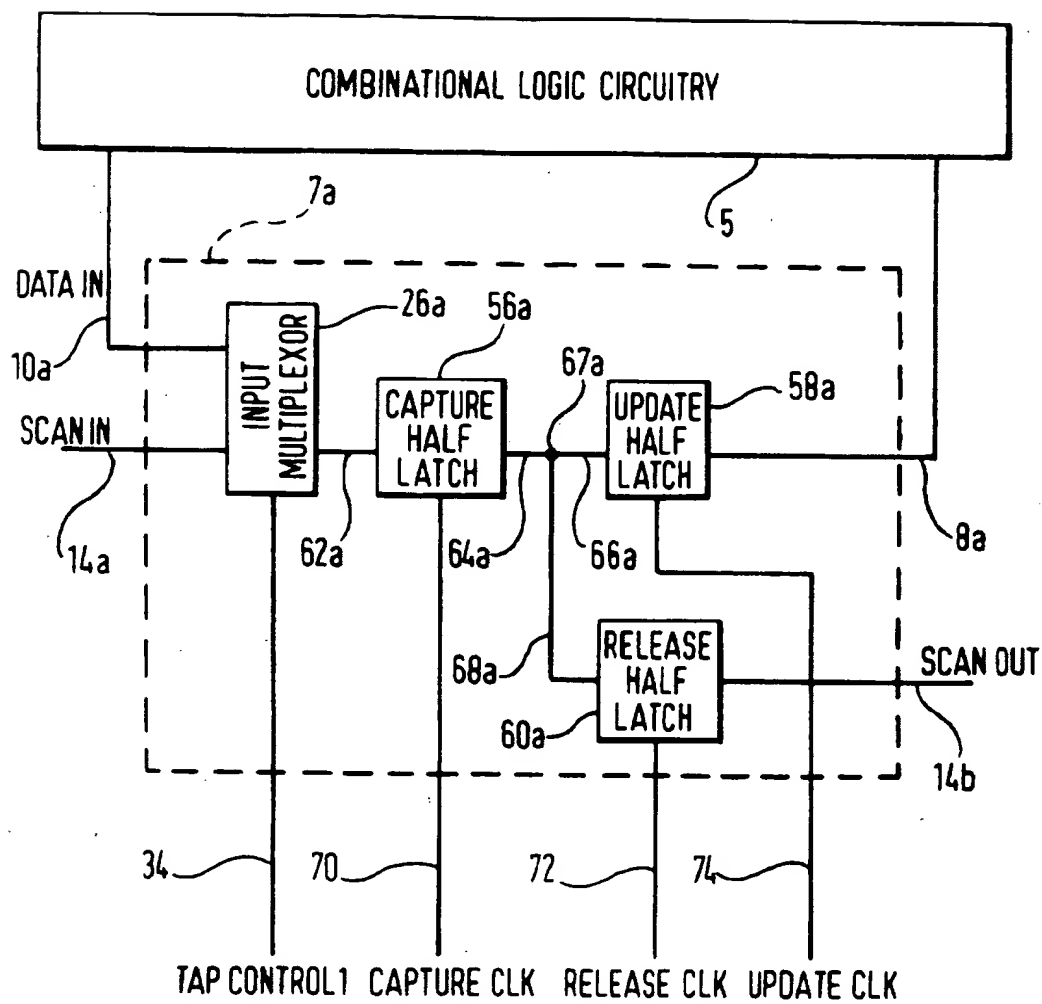 COMBINATIONAL LOGIC CIRCUITRY
7a
5
DATA IN
10a
26a
56a
67a
58a
INPUT
MULTIPLEXOR
CAPTURE
HALF
LATCH
UPDATE
HALF
LATCH
SCAN IN
14a
62a
64a
66a
8a
68a
RELEASE
HALF
LATCH
60a
SCAN OUT
14b
34
70
72
74
TAP CONTROL1
CAPTURE CLK
RELEASE CLK
UPDATE CLK